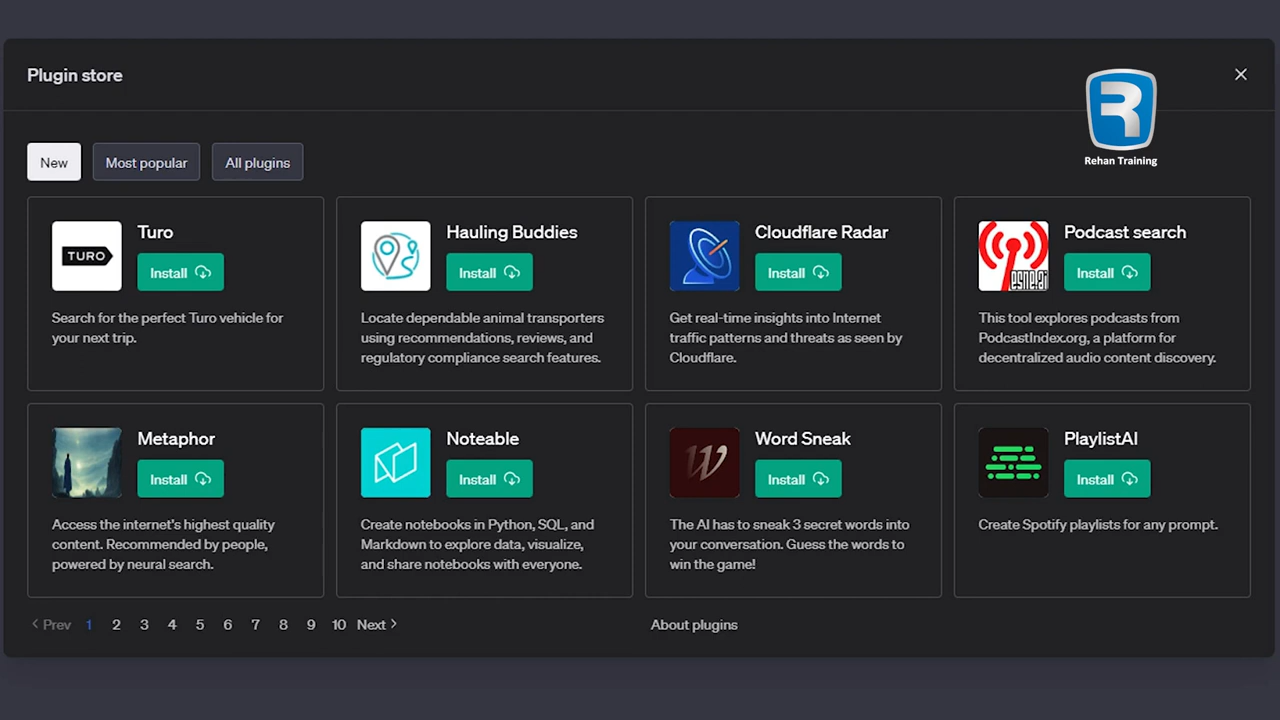 Plugin store
Rehan Training
New
Most popular
All plugins
TURO
Turo
Install
Search for the perfect Turo vehicle for
your next trip.
Hauling Buddies
Install
Locate dependable animal transporters
using recommendations, reviews, and
regulatory compliance search features.
Cloudflare Radar
Install
Get real-time insights into Internet
traffic patterns and threats as seen by
Cloudflare.
Podcast search
Install
This tool explores podcasts from
PodcastIndex.org, a platform for
decentralized audio content discovery.
Metaphor
Install
Access the internet's highest quality
content. Recommended by people,
powered by neural search.
Noteable
Install
Create notebooks in Python, SQL, and
Markdown to explore data, visualize,
and share notebooks with everyone.
W
Word Sneak
Install
The AI has to sneak 3 secret words into
your conversation. Guess the words to
win the game!
PlaylistAI
Install
Create Spotify playlists for any prompt.
Prev 1 2 3 4 5 6 7 8 9 10 Next
About plugins